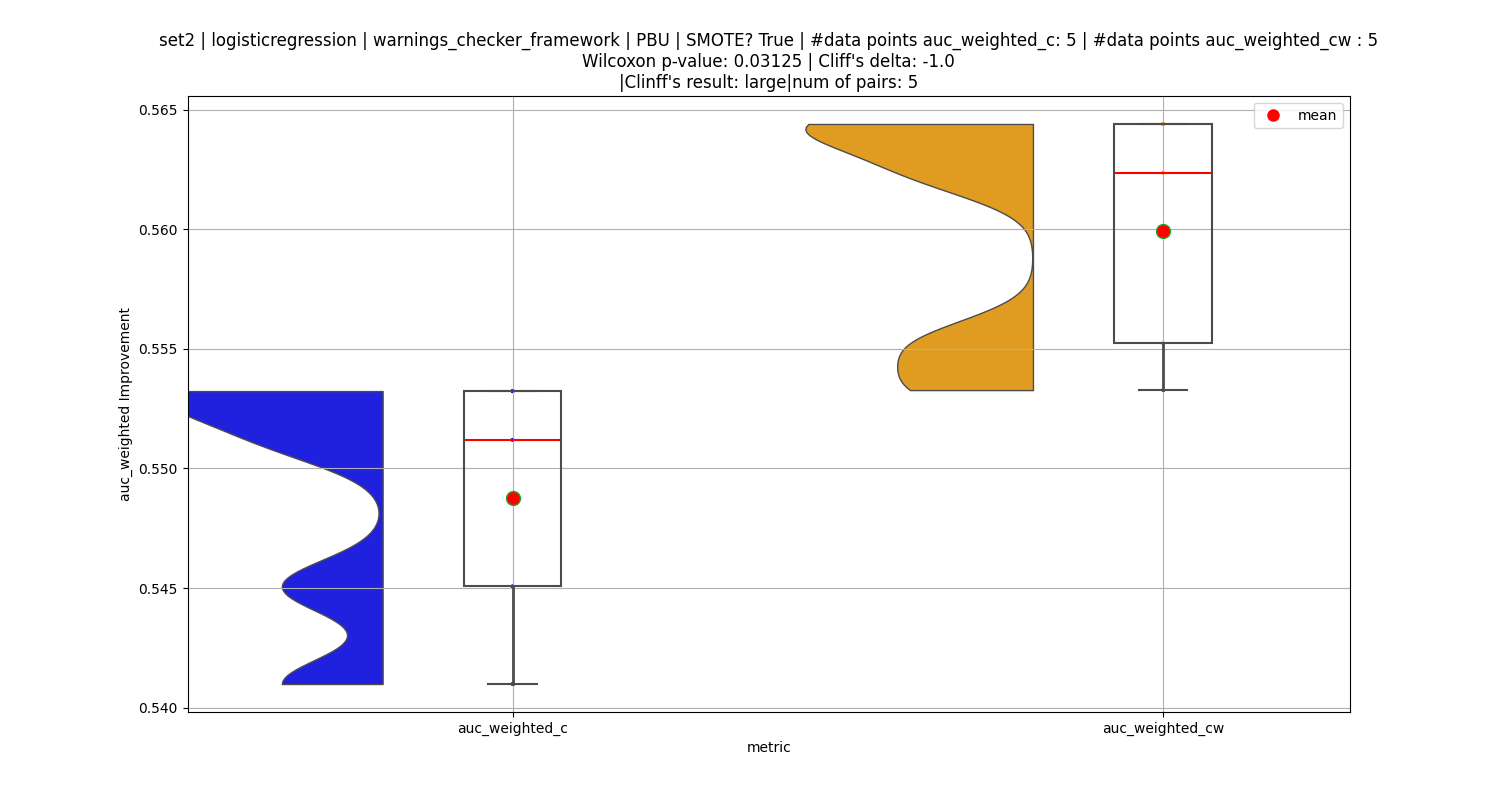 set2 | logisticregression | warnings_checker_framework | PBU | SMOTE? True | #data points auc_weighted_c: 5 | #data points auc_weighted_cw : 5
Wilcoxon p-value: 0.03125 | Cliff's delta: -1.0
|Clinff's result: large|num of pairs: 5
mean
0.565
0.560
0.555
0.550
0.545
0.540
auc_weighted Improvement
auc_weighted_c
auc_weighted_cw
metric